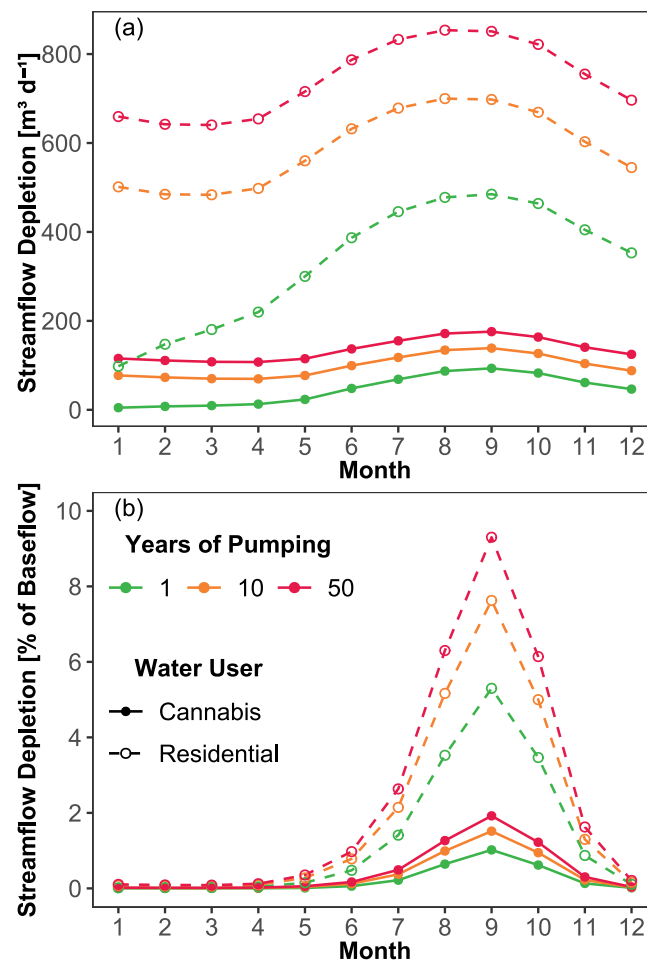 (a)
Streamflow Depletion [m³ d⁻¹]
800
600
400
200
0
1 2 3 4 5 6 7 8 9 10 11 12
Month
(b)
Streamflow Depletion [% of Baseflow]
10
8
6
4
2
0
Years of Pumping
1 10 50
Water User
Cannabis
Residential
1 2 3 4 5 6 7 8 9 10 11 12
Month